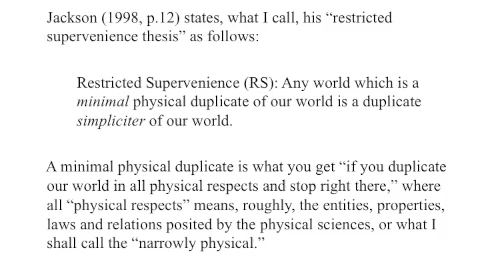 Jackson (1998, p.12) states, what I call, his “restricted
supervenience thesis” as follows:
Restricted Supervenience (RS): Any world which is a
minimal physical duplicate of our world is a duplicate
simpliciter of our world.
A minimal physical duplicate is what you get “if you duplicate
our world in all physical respects and stop right there,” where
all “physical respects” means, roughly, the entities, properties,
laws and relations posited by the physical sciences, or what I
shall call the “narrowly physical.”